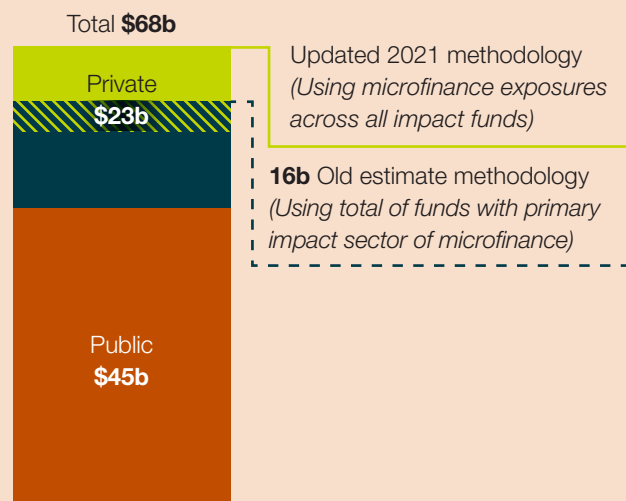 Total $68b
Private
$23b
Updated 2021 methodology
(Using microfinance exposures
across all impact funds)
16b Old estimate methodology
(Using total of funds with primary
impact sector of microfinance)
Public
$45b